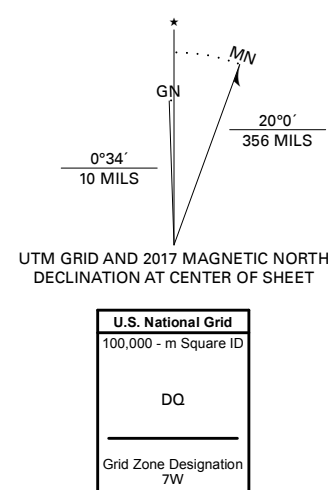 ★
MN
GN
20°0´
356 MILS
0°34´
10 MILS
UTM GRID AND 2017 MAGNETIC NORTH
DECLINATION AT CENTER OF SHEET
U.S. National Grid
100,000 - m Square ID
DQ
Grid Zone Designation
7W